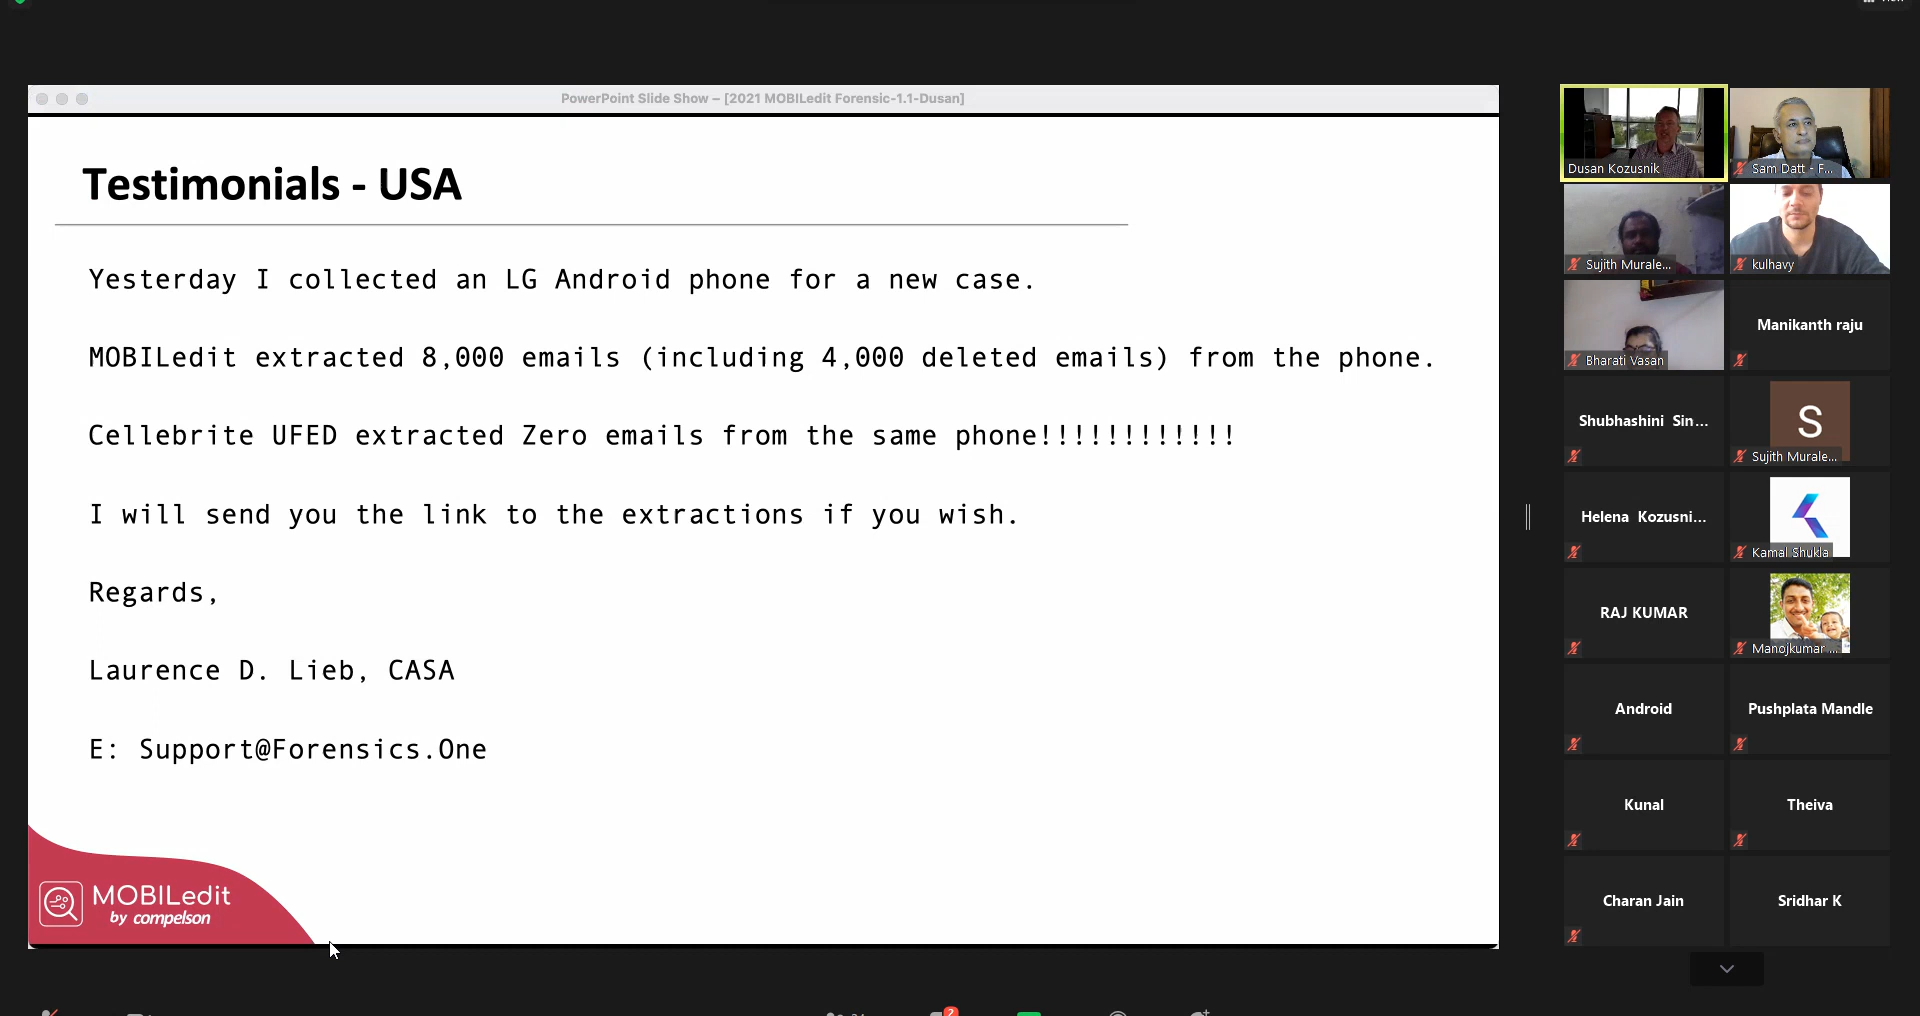 PowerPoint Slide Show – [2021 MOBILedit Forensic-1.1-Dusan]
Testimonials - USA
Yesterday I collected an LG Android phone for a new case.
MOBILedit extracted 8,000 emails (including 4,000 deleted emails) from the phone.
Cellebrite UFED extracted Zero emails from the same phone!!!!!!!!!!!!
I will send you the link to the extractions if you wish.
Regards,
Laurence D. Lieb, CASA
E: Support@Forensics.One
MOBILedit
by compelson
Dusan Kozusnik
Sam Datt - F...
Sujith Murale...
kulhavy
Bharati Vasan
Manikanth raju
Shubhashini Sin...
S
Sujith Murale...
Helena Kozusni...
Kamal Shukla
RAJ KUMAR
Manojkumar ...
Android
Pushplata Mandle
Kunal
Theiva
Charan Jain
Sridhar K
2